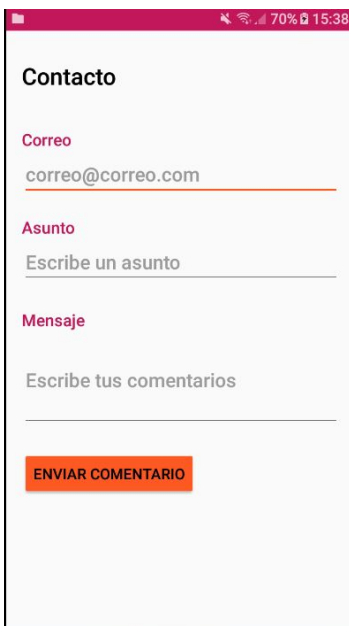 70% 15:38
Contacto
Correo
correo@correo.com
Asunto
Escribe un asunto
Mensaje
Escribe tus comentarios
ENVIAR COMENTARIO